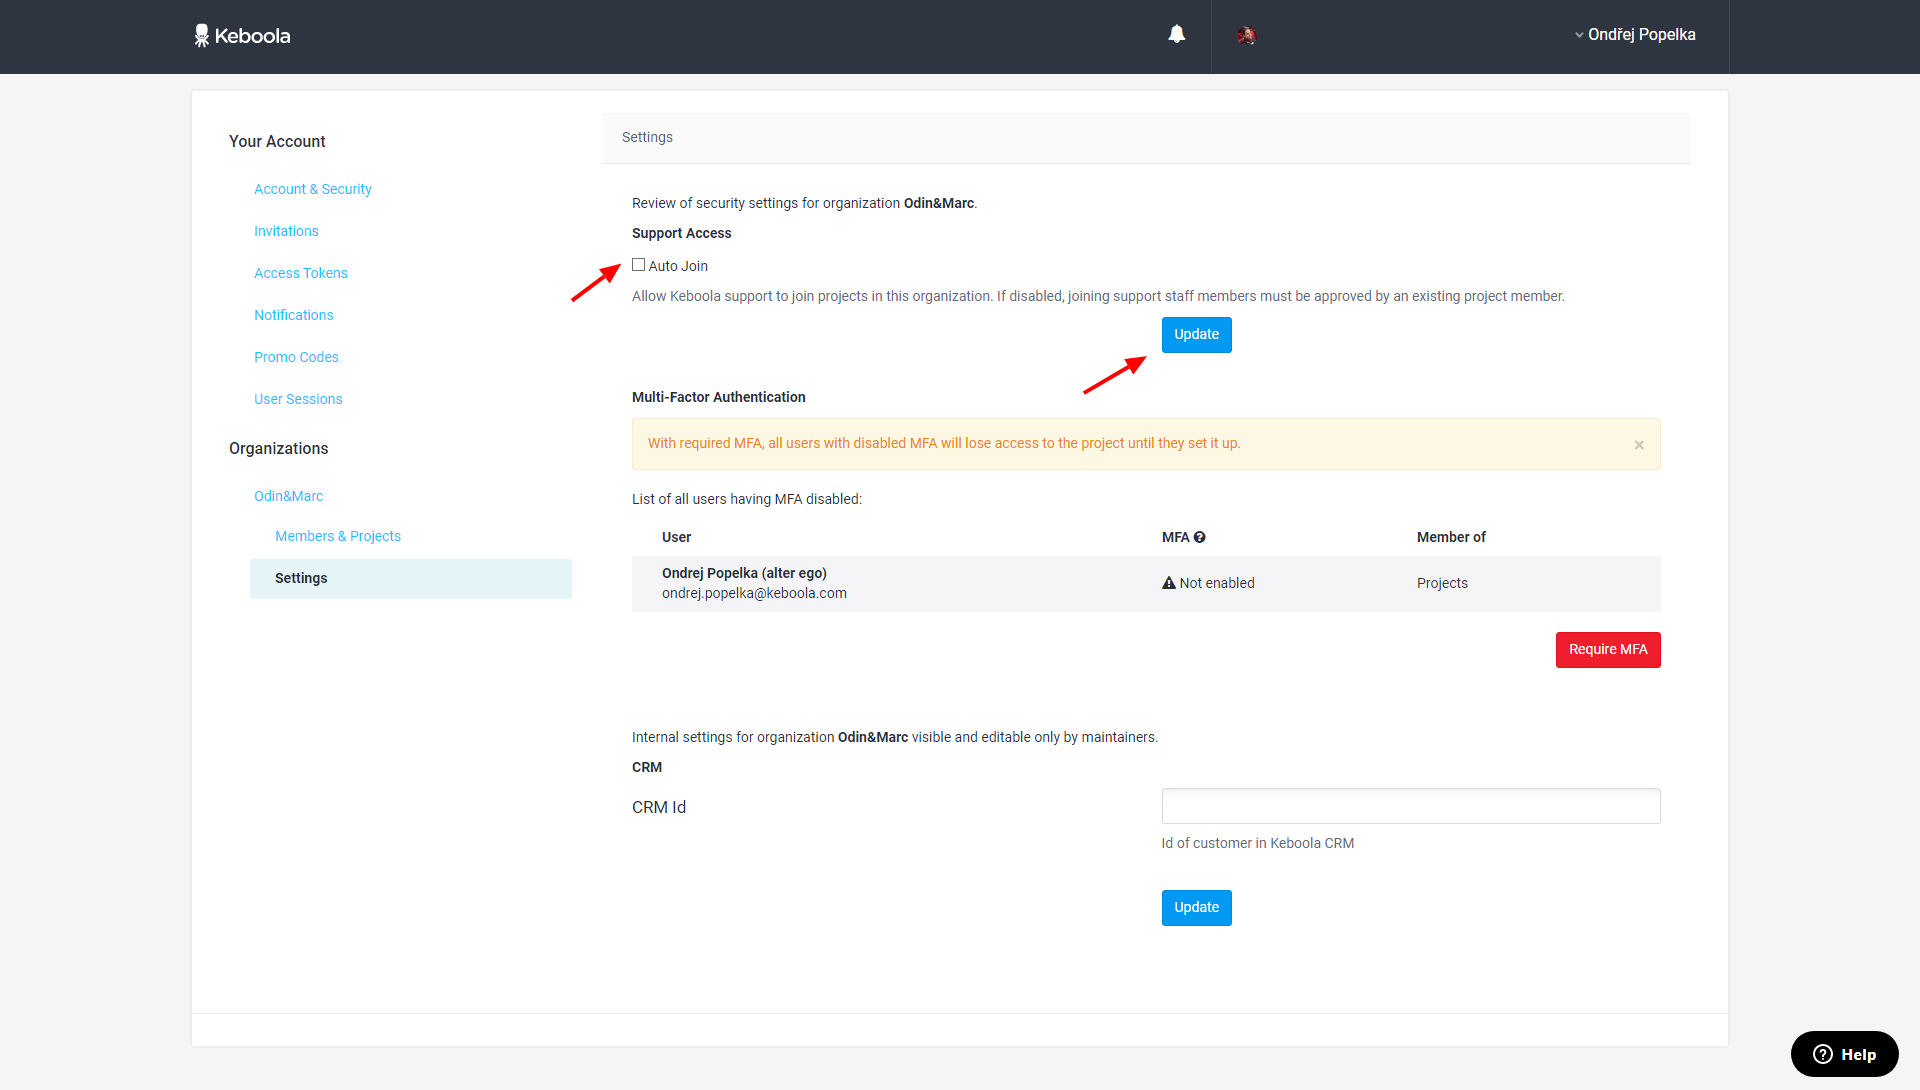 Keboola
Ondřej Popelka
Your Account
Account & Security
Invitations
Access Tokens
Notifications
Promo Codes
User Sessions
Organizations
Odin&Marc
Members & Projects
Settings
Settings
Review of security settings for organization Odin&Marc.
Support Access
Auto Join
Allow Keboola support to join projects in this organization. If disabled, joining support staff members must be approved by an existing project member.
Update
Multi-Factor Authentication
With required MFA, all users with disabled MFA will lose access to the project until they set it up.
×
List of all users having MFA disabled:
User MFA Member of
Ondrej Popelka (alter ego)
ondrej.popelka@keboola.com
Not enabled
Projects
Require MFA
Internal settings for organization Odin&Marc visible and editable only by maintainers.
CRM
CRM Id
Id of customer in Keboola CRM
Update
Help